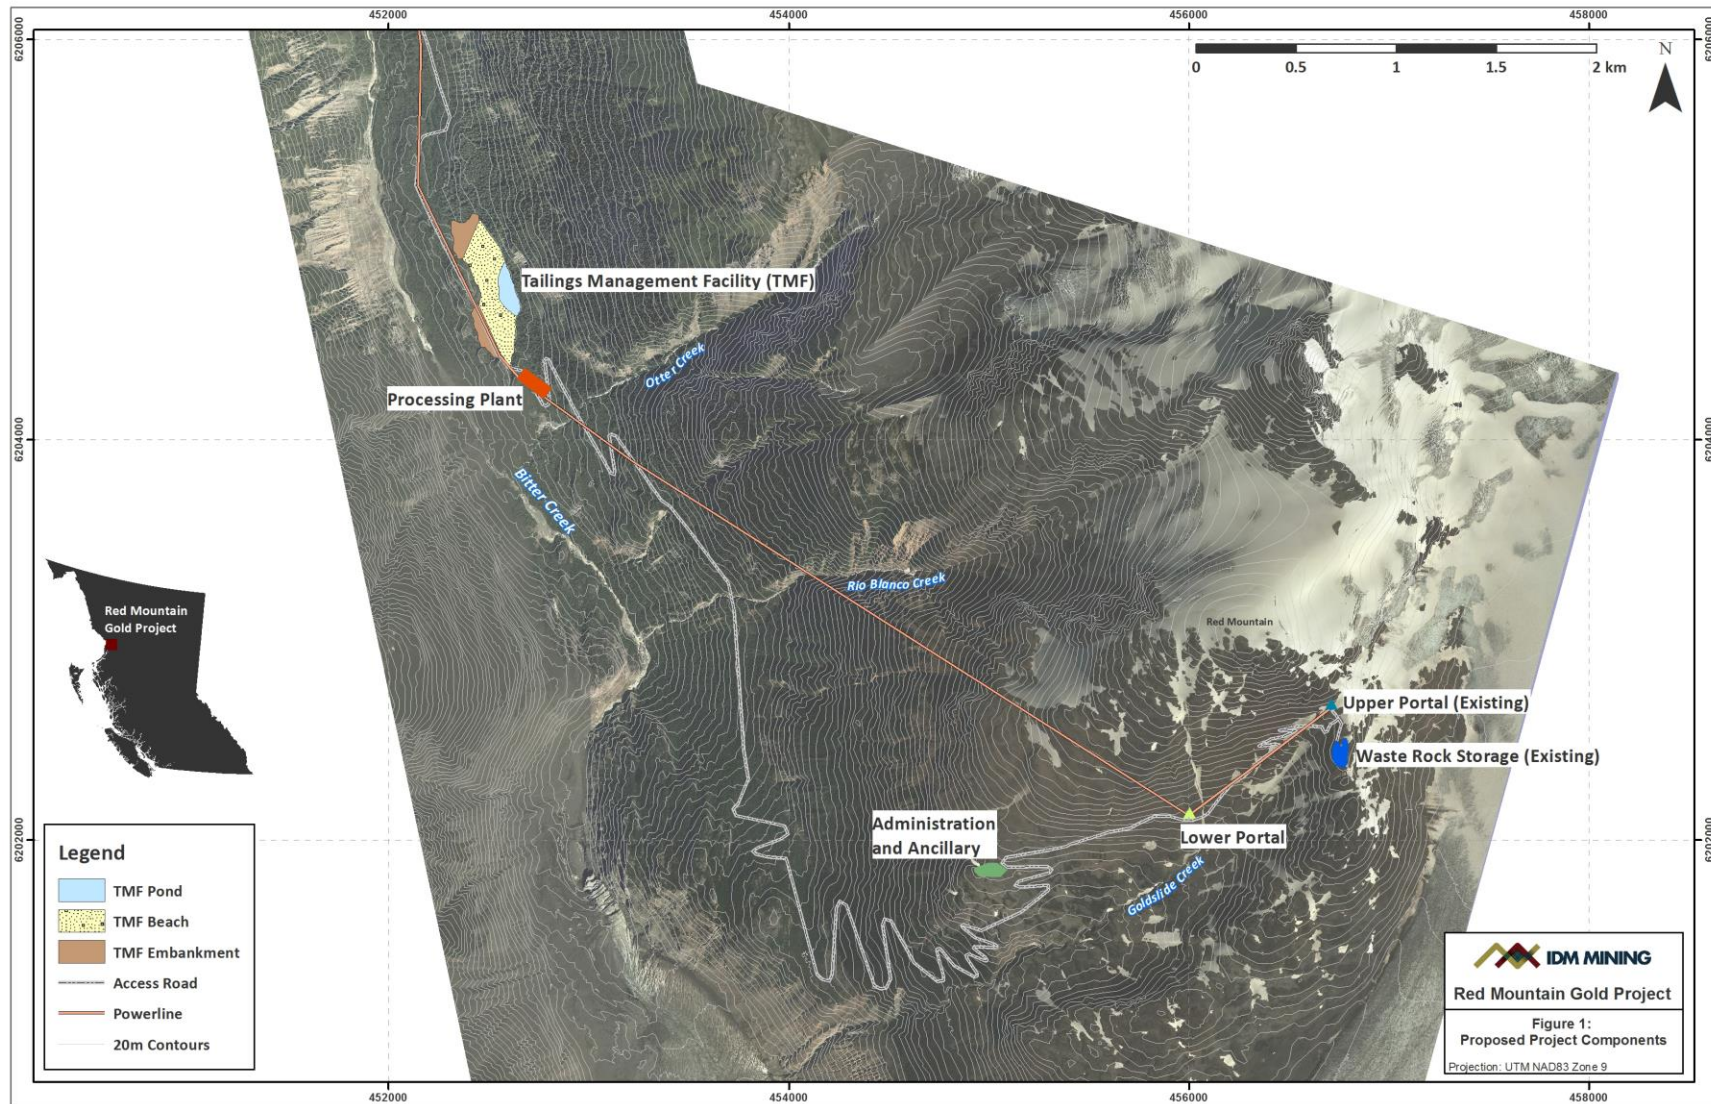 452000
454000
456000
458000
6206000
6206000
0
0.5
1
1.5
2 km
N
Tailings Management Facility (TMF)
Otter Creek
Processing Plant
6204000
6204000
Bitter Creek
Rio Blanco Creek
Red Mountain
Gold Project
Red Mountain
Upper Portal (Existing)
Waste Rock Storage (Existing)
Administration
and Ancillary
Lower Portal
6202000
6202000
Goldslide Creek
Legend
TMF Pond
TMF Beach
TMF Embankment
Access Road
Powerline
20m Contours
IDM MINING
Red Mountain Gold Project
Figure 1:
Proposed Project Components
Projection: UTM NAD83 Zone 9
452000
454000
456000
458000